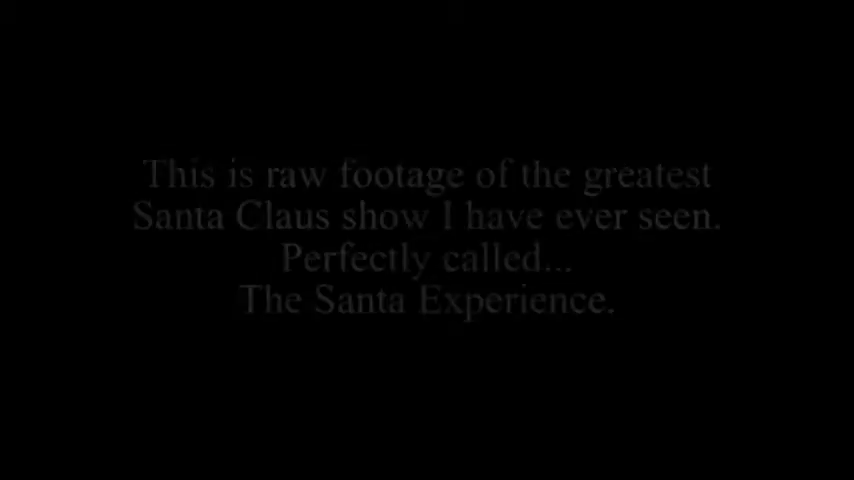 This is raw footage of the greatest
Santa Claus show I have ever seen.
Perfectly called...
The Santa Experience.